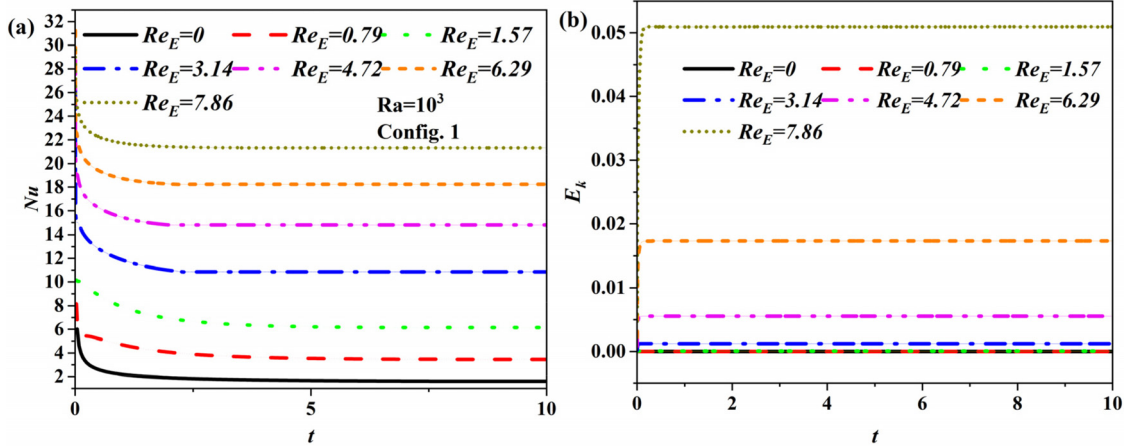 (a)
32
30
28
26
24
22
20
18
16
14
12
10
8
6
4
2
Nu
Re_E=0 Re_E=0.79 Re_E=1.57
Re_E=3.14 Re_E=4.72 Re_E=6.29
Re_E=7.86
Ra=10³
Config. 1
0 5 10
t
(b)
0.05
0.04
0.03
0.02
0.01
0.00
E_k
Re_E=0 Re_E=0.79 Re_E=1.57
Re_E=3.14 Re_E=4.72 Re_E=6.29
Re_E=7.86
0 2 4 6 8 10
t